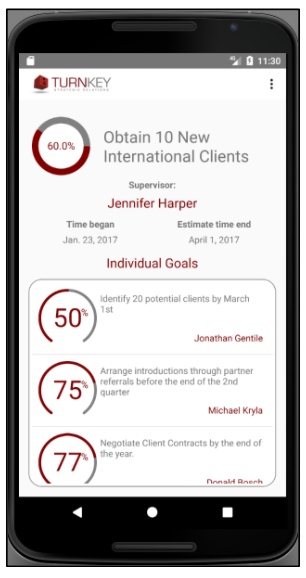 11:30
TURNKEY
STRATEGIC RELATIONS
60.0%
Obtain 10 New
International Clients
Supervisor:
Jennifer Harper
Time began
Estimate time end
Jan. 23, 2017
April 1, 2017
Individual Goals
50%
Identify 20 potential clients by March
1st
Jonathan Gentile
75%
Arrange introductions through partner
referrals before the end of the 2nd
quarter
Michael Kryla
77%
Negotiate Client Contracts by the end of
the year.
Donald Bosch